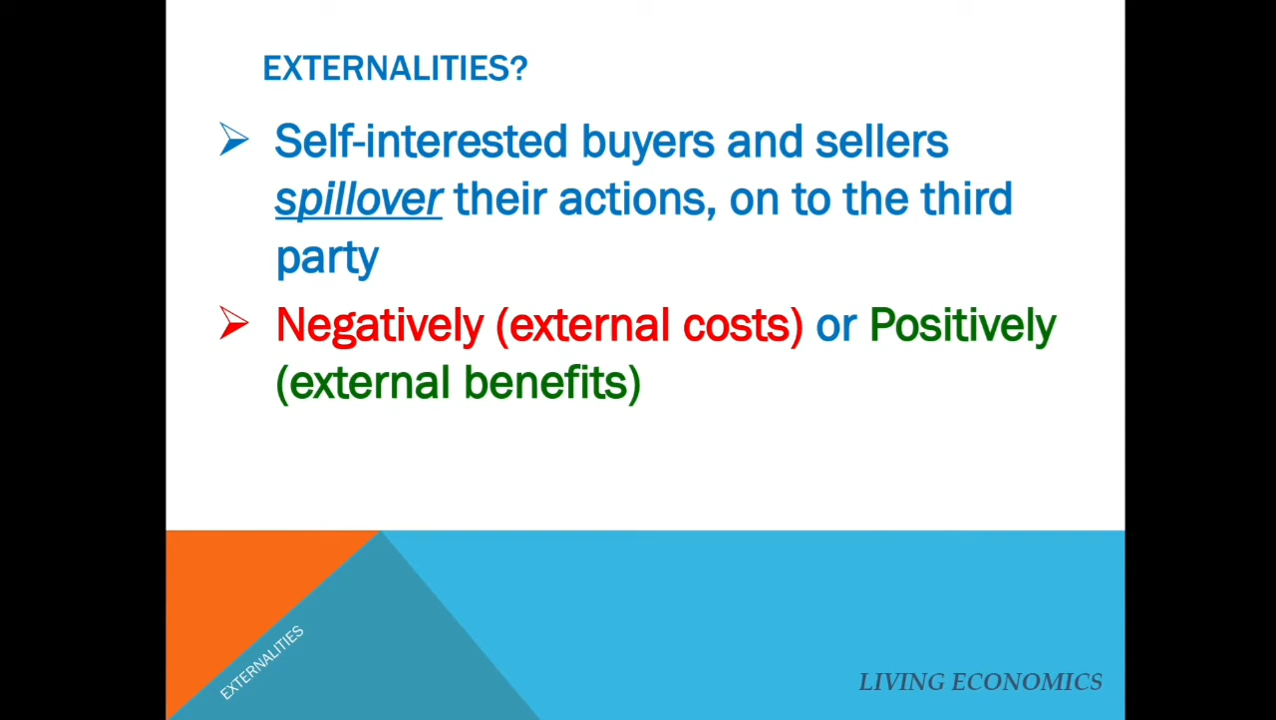 EXTERNALITIES?
Self-interested buyers and sellers
spillover their actions, on to the third
party
Negatively (external costs) or Positively
(external benefits)
EXTERNALITIES
LIVING ECONOMICS